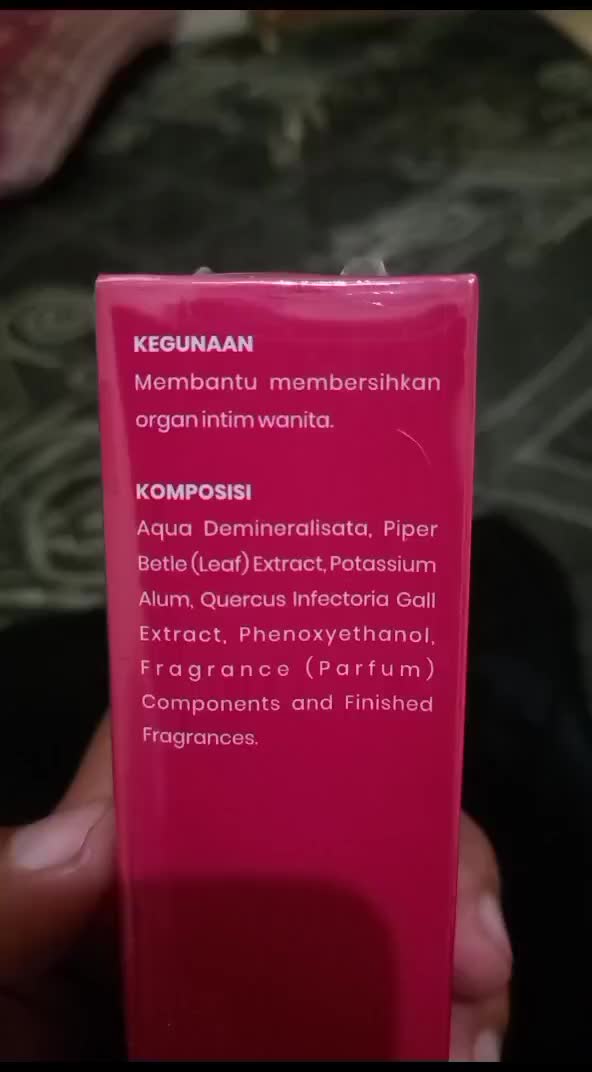 KEGUNAAN
Membantu membersihkan
organ intim wanita.
KOMPOSISI
Aqua Demineralisata, Piper
Betle (Leaf) Extract, Potassium
Alum, Quercus Infectoria Gall
Extract, Phenoxyethanol,
Fragrance (Parfum)
Components and Finished
Fragrances.